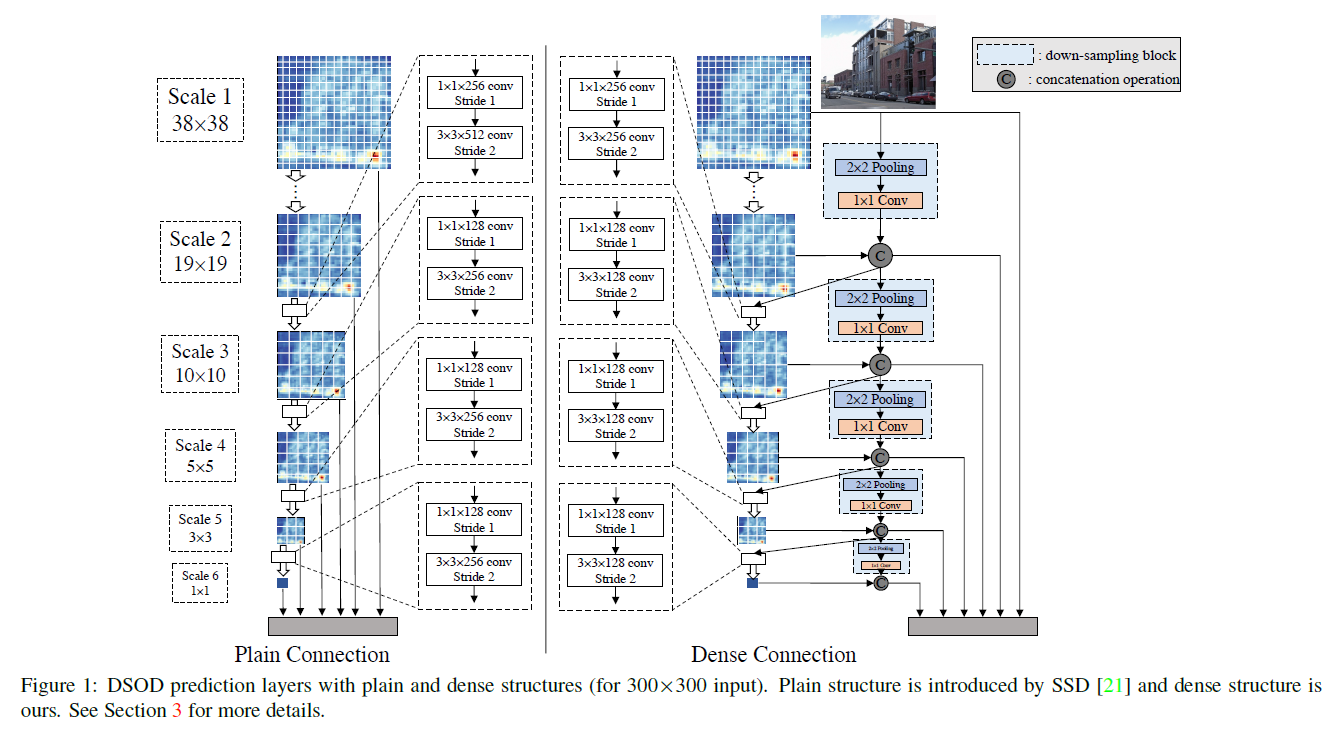 Scale 1
38×38
Scale 2
19×19
Scale 3
10×10
Scale 4
5×5
Scale 5
3×3
Scale 6
1×1
1×1×256 conv
Stride 1
3×3×512 conv
Stride 2
1×1×128 conv
Stride 1
3×3×256 conv
Stride 2
1×1×128 conv
Stride 1
3×3×256 conv
Stride 2
1×1×128 conv
Stride 1
3×3×256 conv
Stride 2
Plain Connection
1×1×256 conv
Stride 1
3×3×256 conv
Stride 2
1×1×128 conv
Stride 1
3×3×128 conv
Stride 2
1×1×128 conv
Stride 1
3×3×128 conv
Stride 2
1×1×128 conv
Stride 1
3×3×128 conv
Stride 2
2×2 Pooling
1×1 Conv
C
2×2 Pooling
1×1 Conv
C
2×2 Pooling
1×1 Conv
C
2×2 Pooling
1×1 Conv
C
2×2 Pooling
1×1 Conv
C
Dense Connection
: down-sampling block
C : concatenation operation
Figure 1: DSOD prediction layers with plain and dense structures (for 300×300 input). Plain structure is introduced by SSD [21] and dense structure is
ours. See Section 3 for more details.